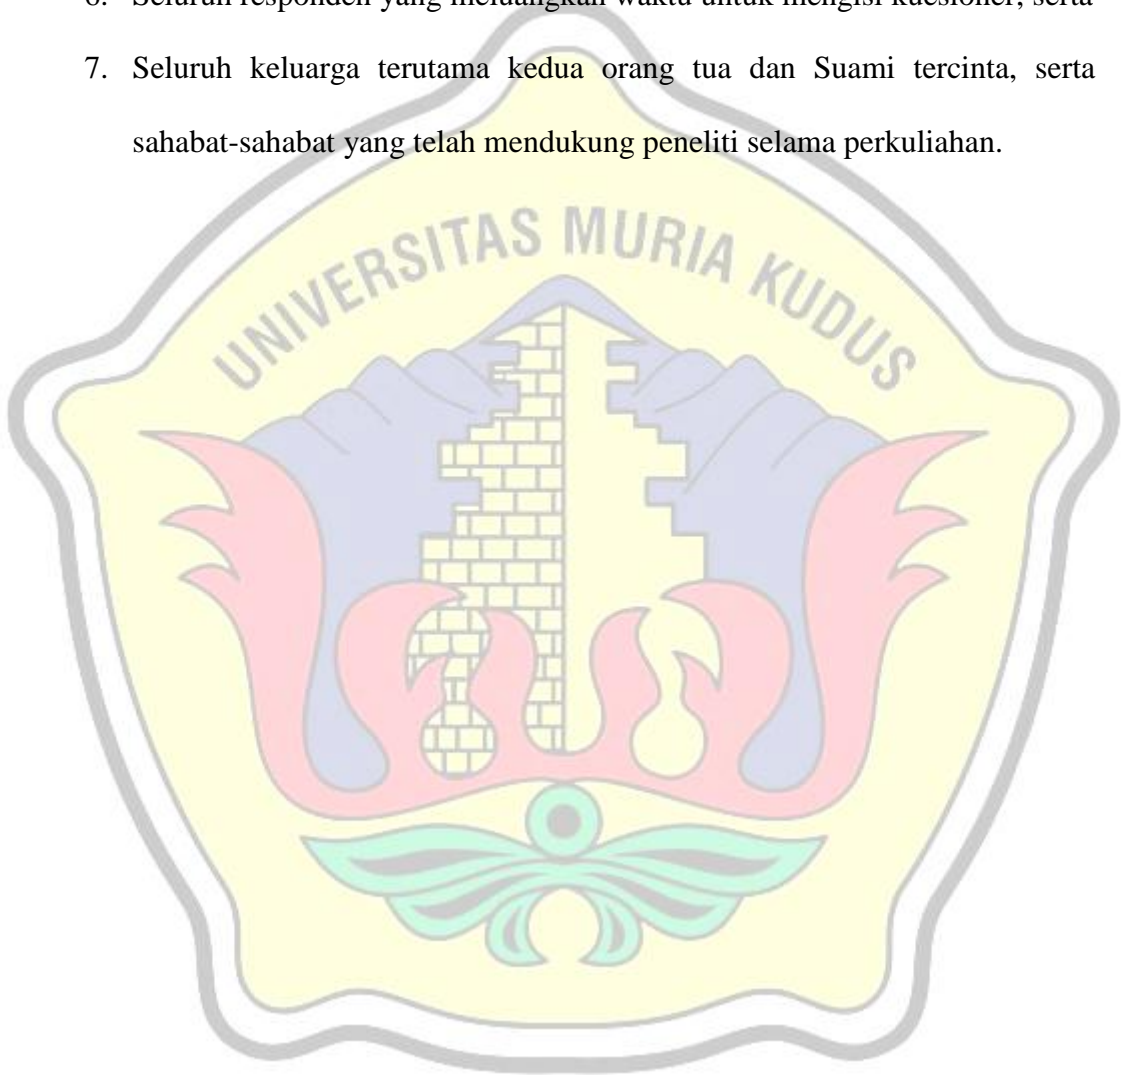 6. Seluruh responden yang meluangkan waktu untuk mengisi kuesioner, serta
7. Seluruh keluarga terutama kedua orang tua dan Suami tercinta, serta
sahabat-sahabat yang telah mendukung peneliti selama perkuliahan.
UNIVERSITAS MURIA KUDUS